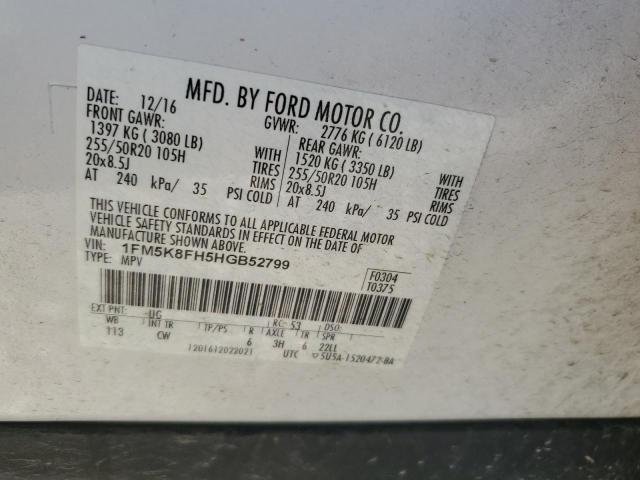 MFD. BY FORD MOTOR CO.
DATE: 12/16 GVWR: 2776 KG ( 6120 LB)
FRONT GAWR: REAR GAWR:
1397 KG ( 3080 LB) WITH 1520 KG ( 3350 LB) WITH
255/50R20 105H TIRES 255/50R20 105H TIRES
20x8.5J RIMS 20x8.5J RIMS
AT 240 kPa/ 35 PSI COLD AT 240 kPa/ 35 PSI COLD
THIS VEHICLE CONFORMS TO ALL APPLICABLE FEDERAL MOTOR
VEHICLE SAFETY STANDARDS IN EFFECT ON THE DATE OF
MANUFACTURE SHOWN ABOVE.
VIN: 1FM5K8FH5HGB52799 F0304
TYPE: MPV T0375
EXT PNT: UG RC: 53 DSO:
WB INT TR TP/PS R AXLE TR SPR
113 CW 6 3H 6 22LL
1201612022021 UTC 5U5A-1520472-BA